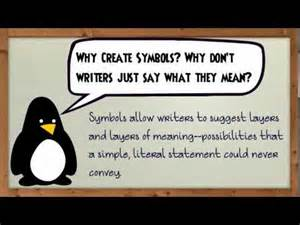 Why create symbols? Why don't
writers just say what they mean?
Symbols allow writers to suggest layers
and layers of meaning--possibilities that
a simple, literal statement could never
convey.